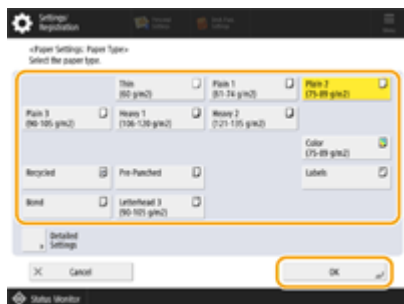 Settings/
Registration
<Paper Settings: Paper Type>
Select the paper type.
Thin
(60 g/m2)
Plain 1
(61-74 g/m2)
Plain 2
(75-89 g/m2)
Plain 3
(90-105 g/m2)
Heavy 1
(106-120 g/m2)
Heavy 2
(121-135 g/m2)
Color
(75-89 g/m2)
Recycled
Pre-Punched
Labels
Bond
Letterhead 3
(90-105 g/m2)
Detailed
Settings
Cancel
OK
Status Monitor